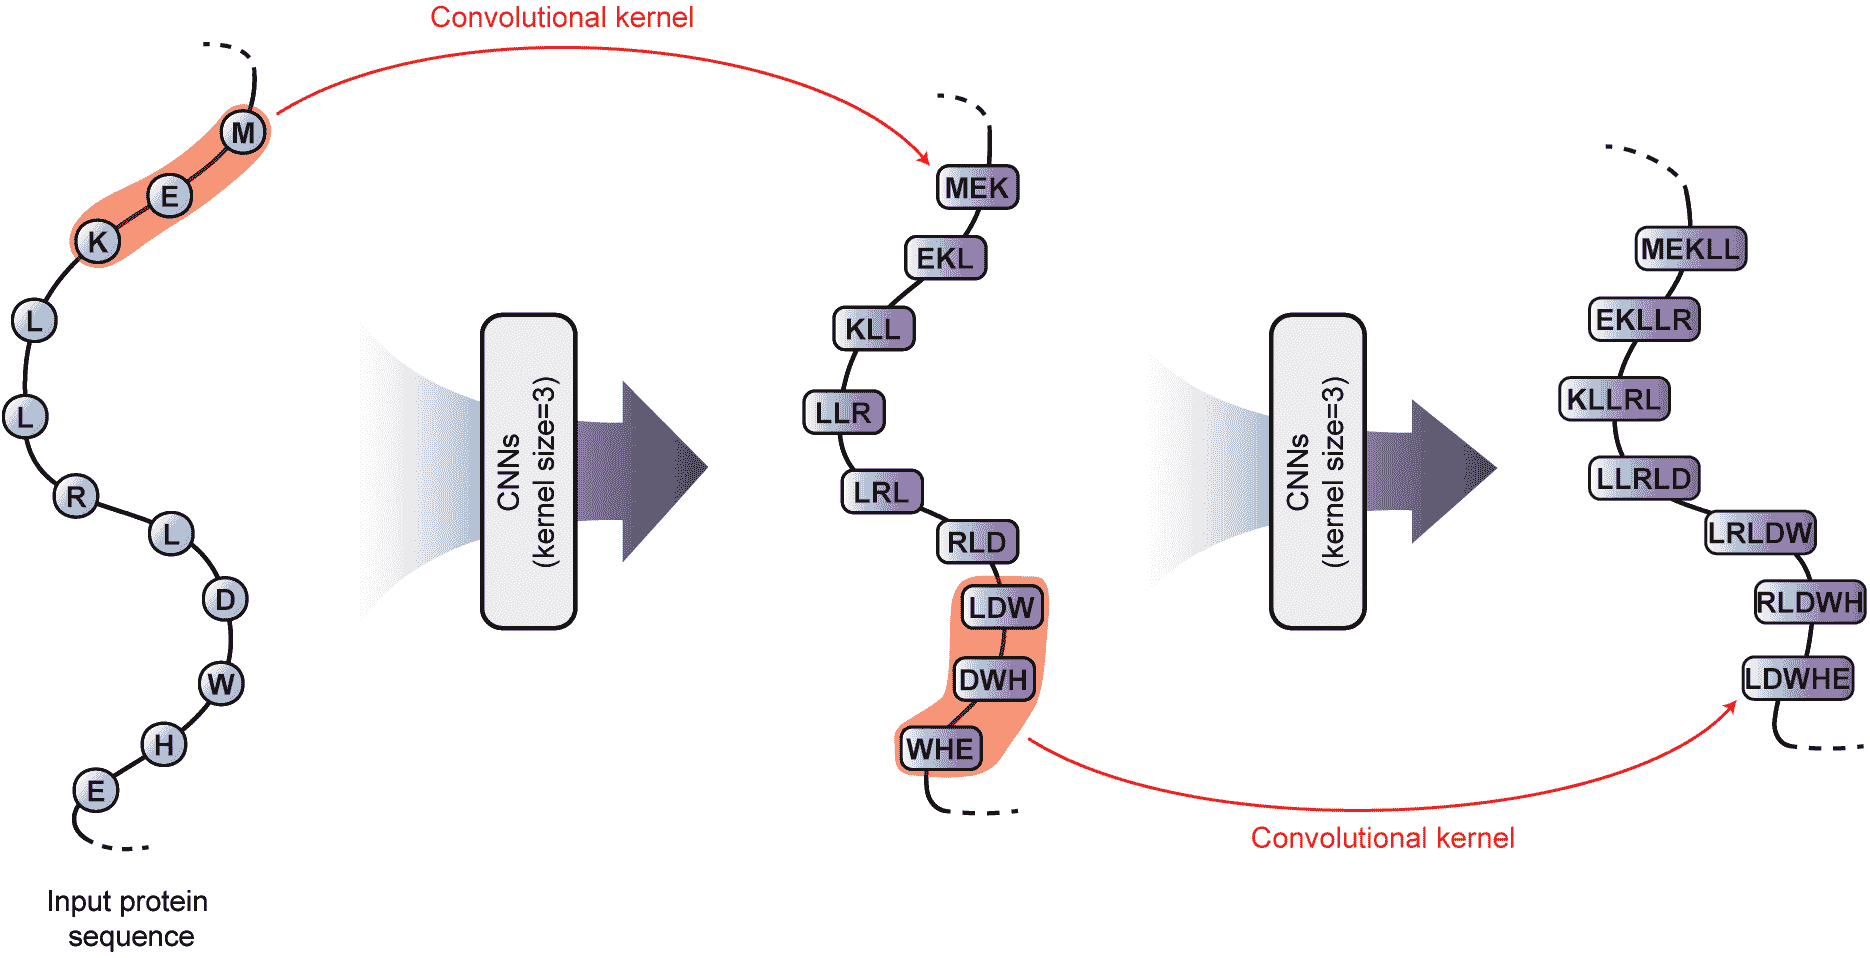 Convolutional kernel
M
E
K
L
L
R
L
D
W
H
E
Input protein
sequence
CNNs
(kernel size=3)
MEK
EKL
KLL
LLR
LRL
RLD
LDW
DWH
WHE
CNNs
(kernel size=3)
MEKLL
EKLLR
KLLRL
LLRLD
LRLDW
RLDWH
LDWHE
Convolutional kernel